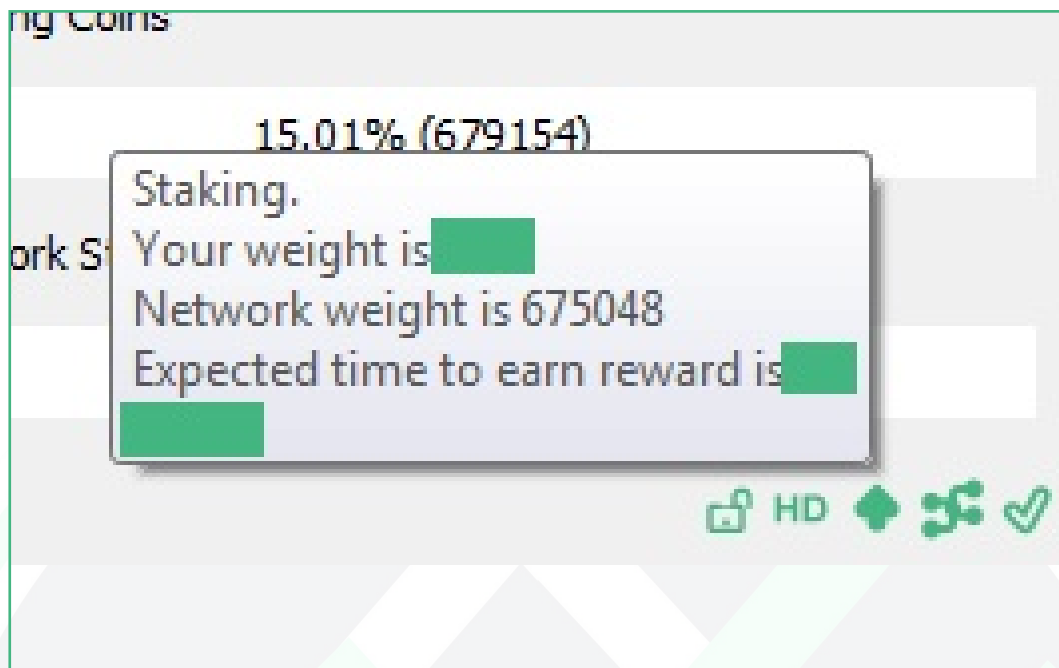 ng Coins
15.01% (679154)
Staking.
ork S
Your weight is
Network weight is 675048
Expected time to earn reward is
HD